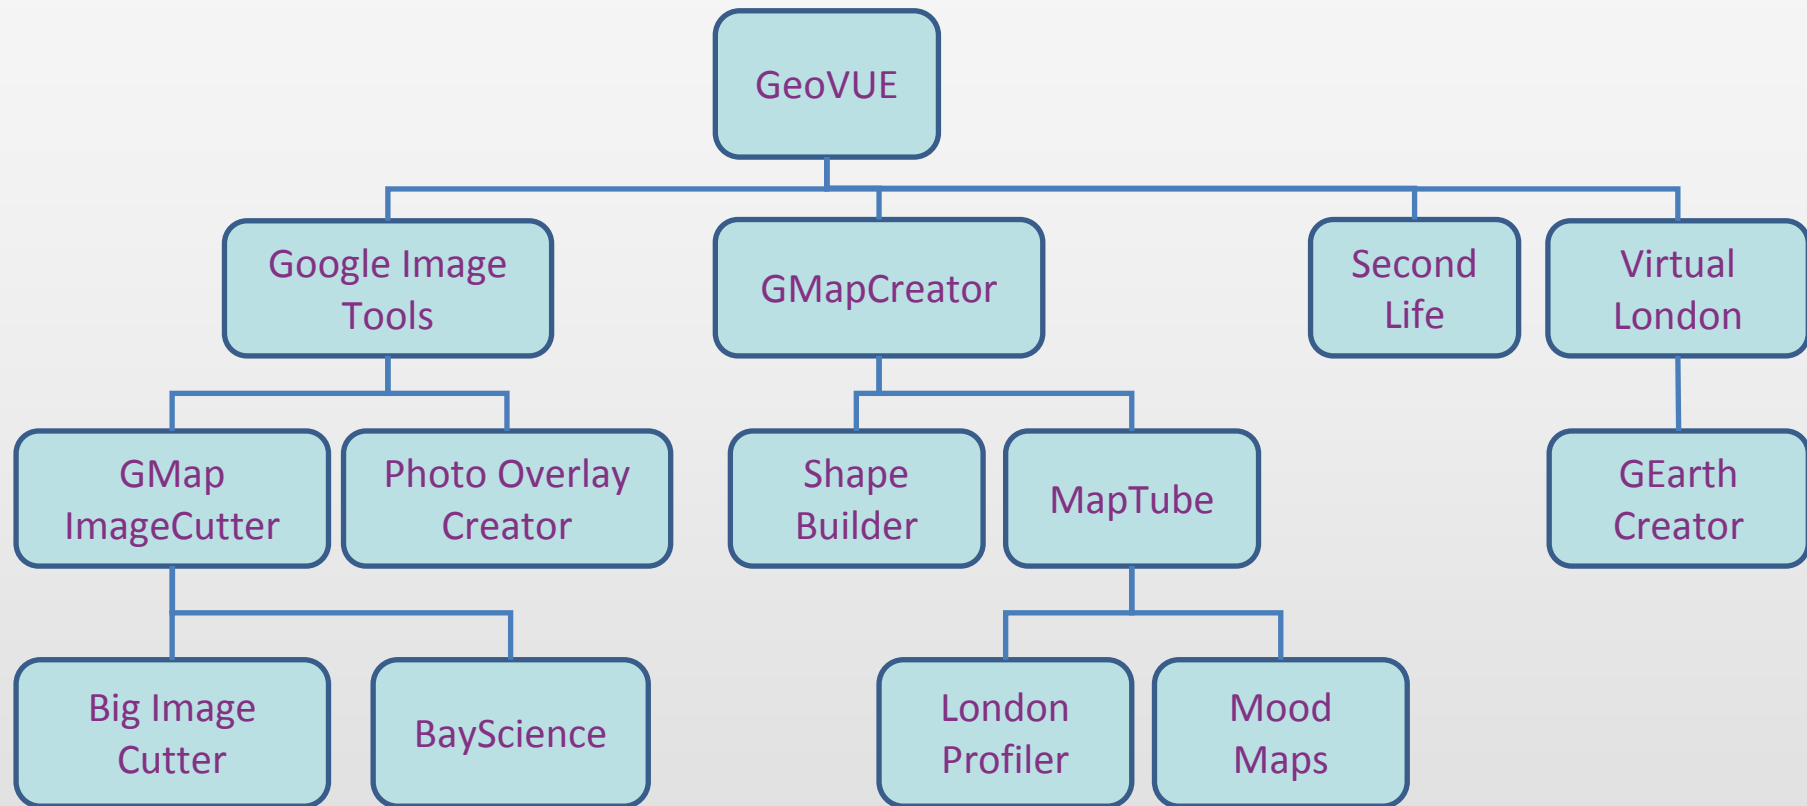 GeoVUE
Google Image
Tools
GMapCreator
Second
Life
Virtual
London
GMap
ImageCutter
Photo Overlay
Creator
Shape
Builder
MapTube
GEarth
Creator
Big Image
Cutter
BayScience
London
Profiler
Mood
Maps